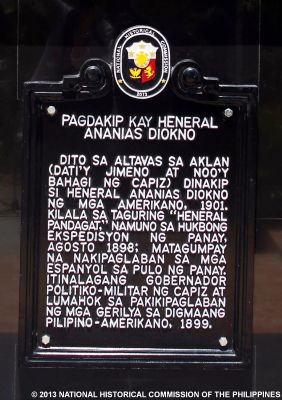 NATIONAL HISTORICAL COMMISSION
2013
PAGDAKIP KAY HENERAL
ANANIAS DIOKNO
DITO SA ALTAVAS SA AKLAN
(DATI'Y JIMENO AT NOO'Y
BAHAGI NG CAPIZ) DINAKIP
SI HENERAL ANANIAS DIOKNO
NG MGA AMERIKANO, 1901.
KILALA SA TAGURING "HENERAL
PANDAGAT," NAMUNO SA HUKBONG
EKSPEDISYON NG PANAY,
AGOSTO 1898; MATAGUMPAY
NA NAKIPAGLABAN SA MGA
ESPANYOL SA PULO NG PANAY.
ITINALAGANG GOBERNADOR
POLITIKO-MILITAR NG CAPIZ AT
LUMAHOK SA PAKIKIPAGLABAN
NG MGA GERILYA SA DIGMAANG
PILIPINO-AMERIKANO, 1899.
© 2013 NATIONAL HISTORICAL COMMISSION OF THE PHILIPPINES